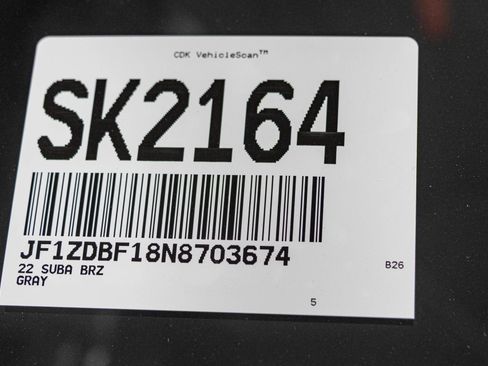 CDK VehicleScan™
SK2164
JF1ZDBF18N8703674
22 SUBA BRZ
GRAY
B26
5